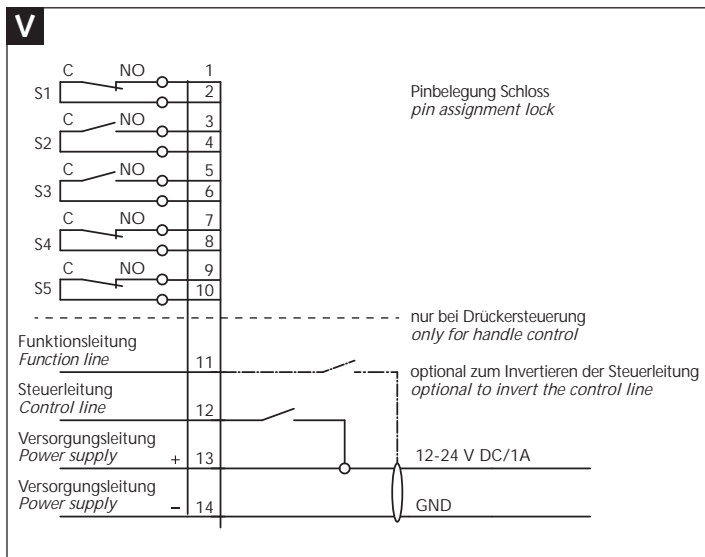 V
C NO 1
S1 2
C NO 3
S2 4
C NO 5
S3 6
C NO 7
S4 8
C NO 9
S5 10
Pinbelegung Schloss
pin assignment lock
nur bei Drückersteuerung
only for handle control
Funktionsleitung
Function line
11
optional zum Invertieren der Steuerleitung
optional to invert the control line
Steuerleitung
Control line
12
Versorgungsleitung
Power supply + 13
12-24 V DC/1A
Versorgungsleitung
Power supply – 14
GND